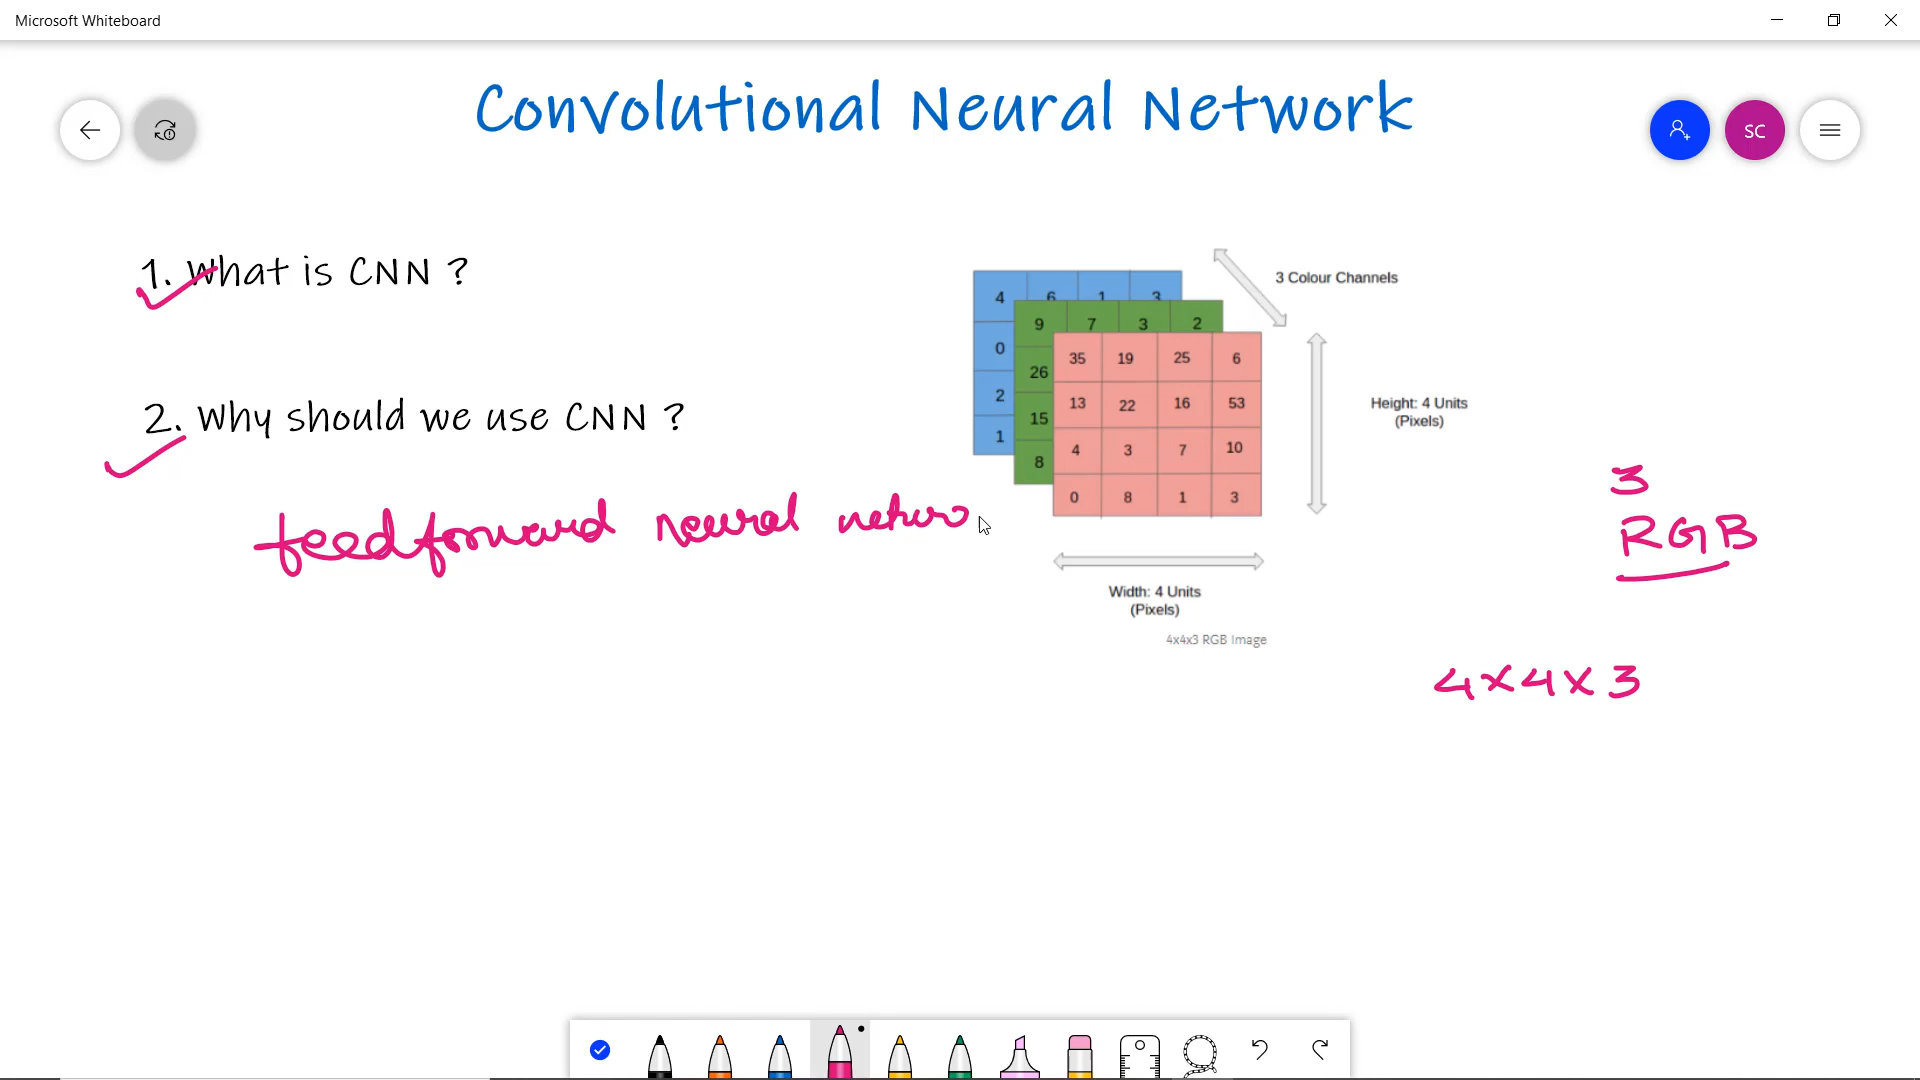 Microsoft Whiteboard
Convolutional Neural Network
SC
1. What is CNN ?
2. Why should we use CNN ?
feedforward neural netwo
3 Colour Channels
4 6 1 3
0
2
1
9 7 3 2
26
15
8
35 19 25 6
13 22 16 53
4 3 7 10
0 8 1 3
Height: 4 Units
(Pixels)
Width: 4 Units
(Pixels)
4x4x3 RGB Image
3
RGB
4x4x3